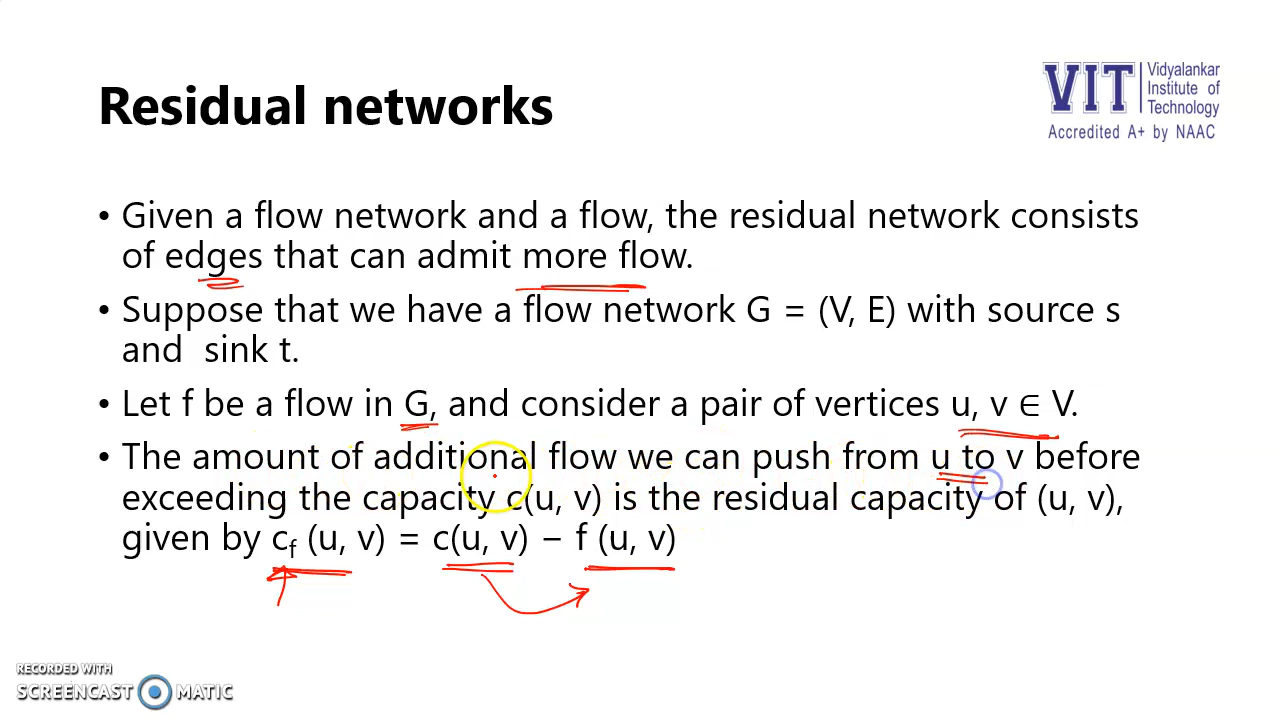 Residual networks
VIT
Vidyalankar
Institute of
Technology
Accredited A+ by NAAC
• Given a flow network and a flow, the residual network consists
of edges that can admit more flow.
• Suppose that we have a flow network G = (V, E) with source s
and sink t.
• Let f be a flow in G, and consider a pair of vertices u, v ∈ V.
• The amount of additional flow we can push from u to v before
exceeding the capacity c(u, v) is the residual capacity of (u, v),
given by cf (u, v) = c(u, v) − f (u, v)
RECORDED WITH
SCREENCAST MATIC